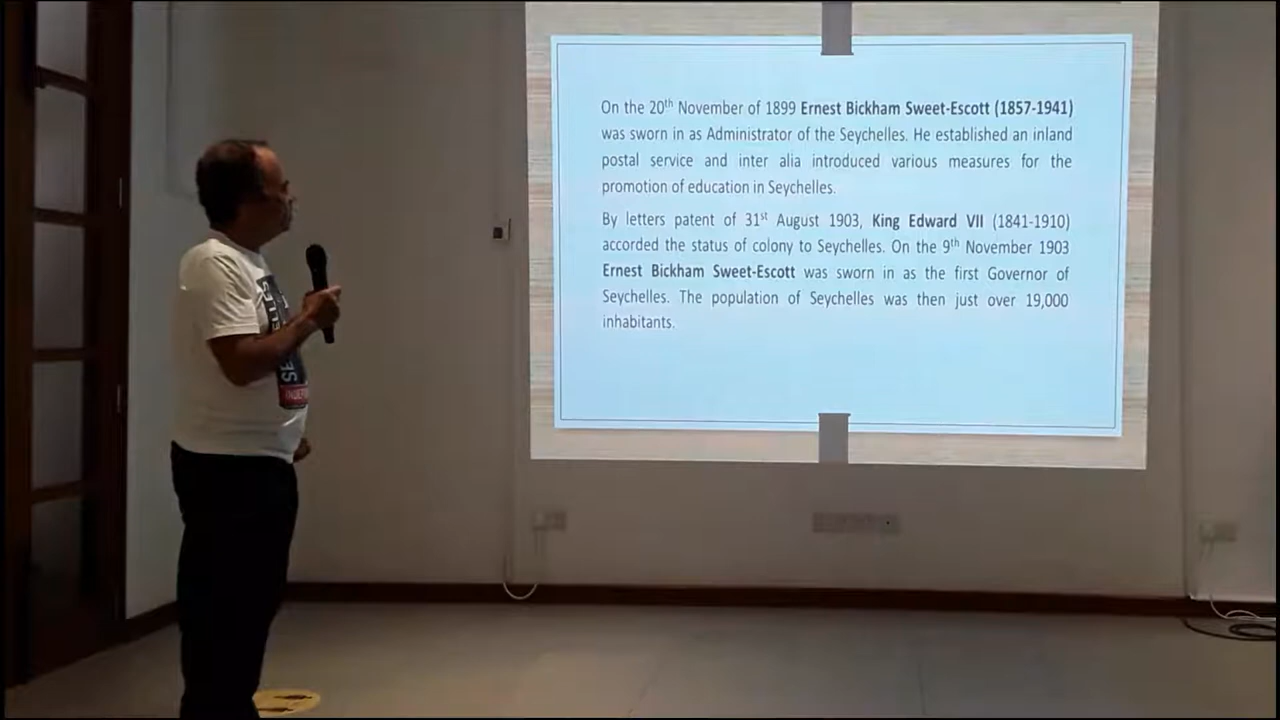 On the 20th November of 1899 Ernest Bickham Sweet-Escott (1857-1941)
was sworn in as Administrator of the Seychelles. He established an inland
postal service and inter alia introduced various measures for the
promotion of education in Seychelles.
By letters patent of 31st August 1903, King Edward VII (1841-1910)
accorded the status of colony to Seychelles. On the 9th November 1903
Ernest Bickham Sweet-Escott was sworn in as the first Governor of
Seychelles. The population of Seychelles was then just over 19,000
inhabitants.